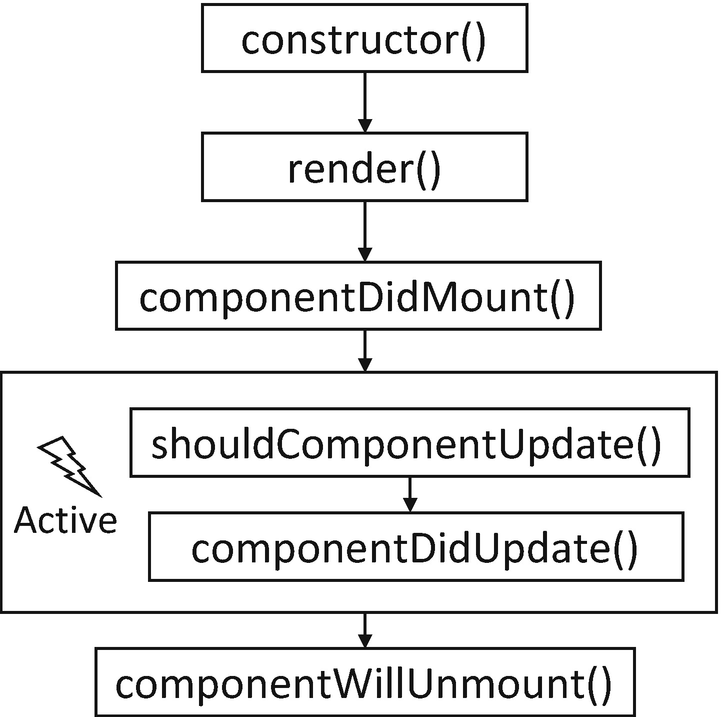 constructor()
render()
componentDidMount()
shouldComponentUpdate()
Active
componentDidUpdate()
componentWillUnmount()